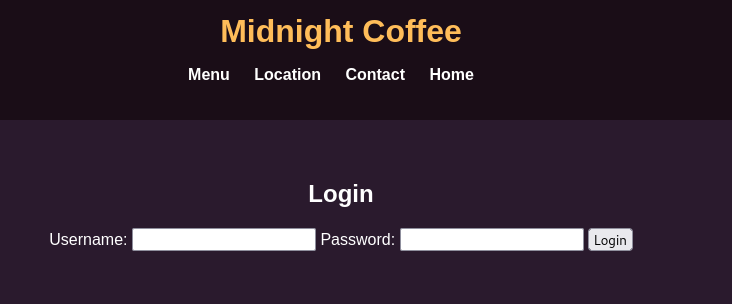 Midnight Coffee
Menu Location Contact Home
Login
Username: Password: Login